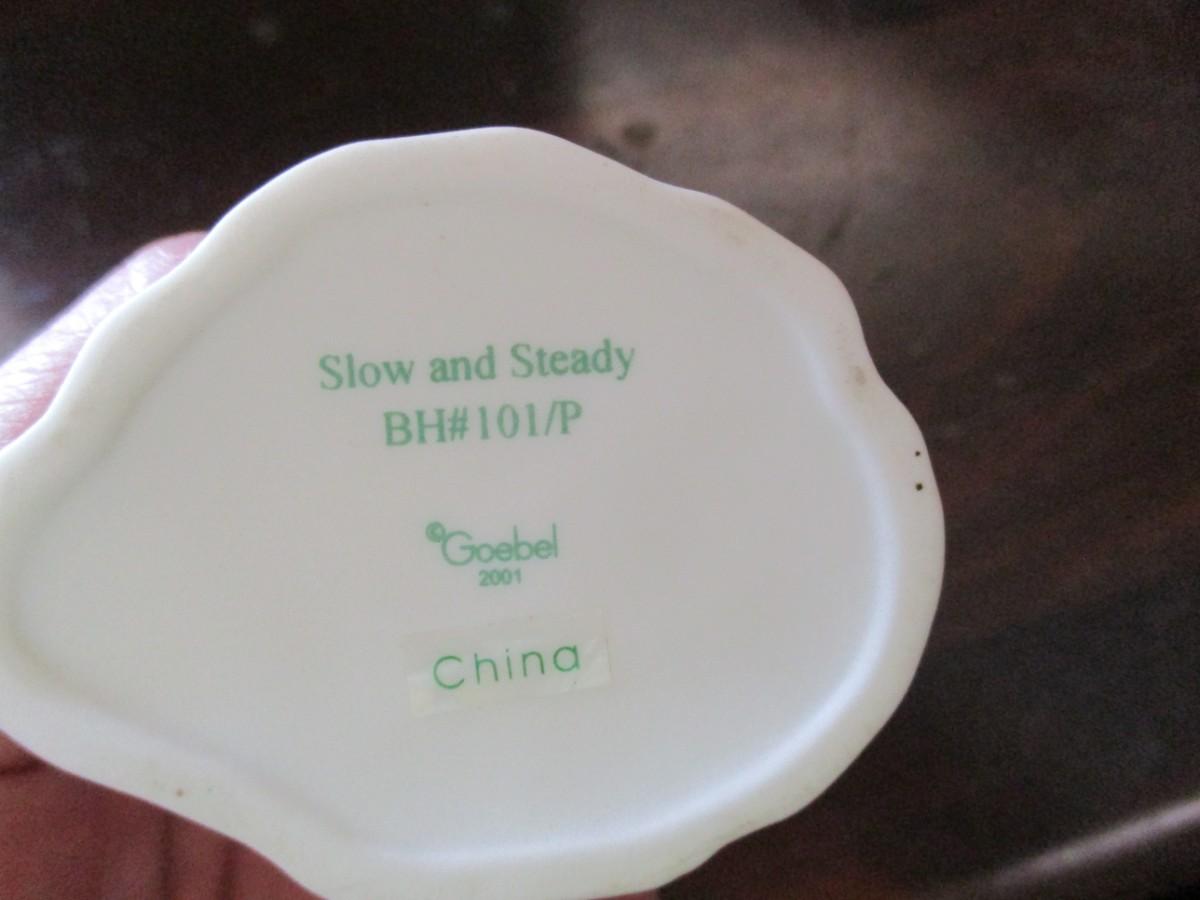 Slow and Steady
BH#101/P
©Goebel
2001
China